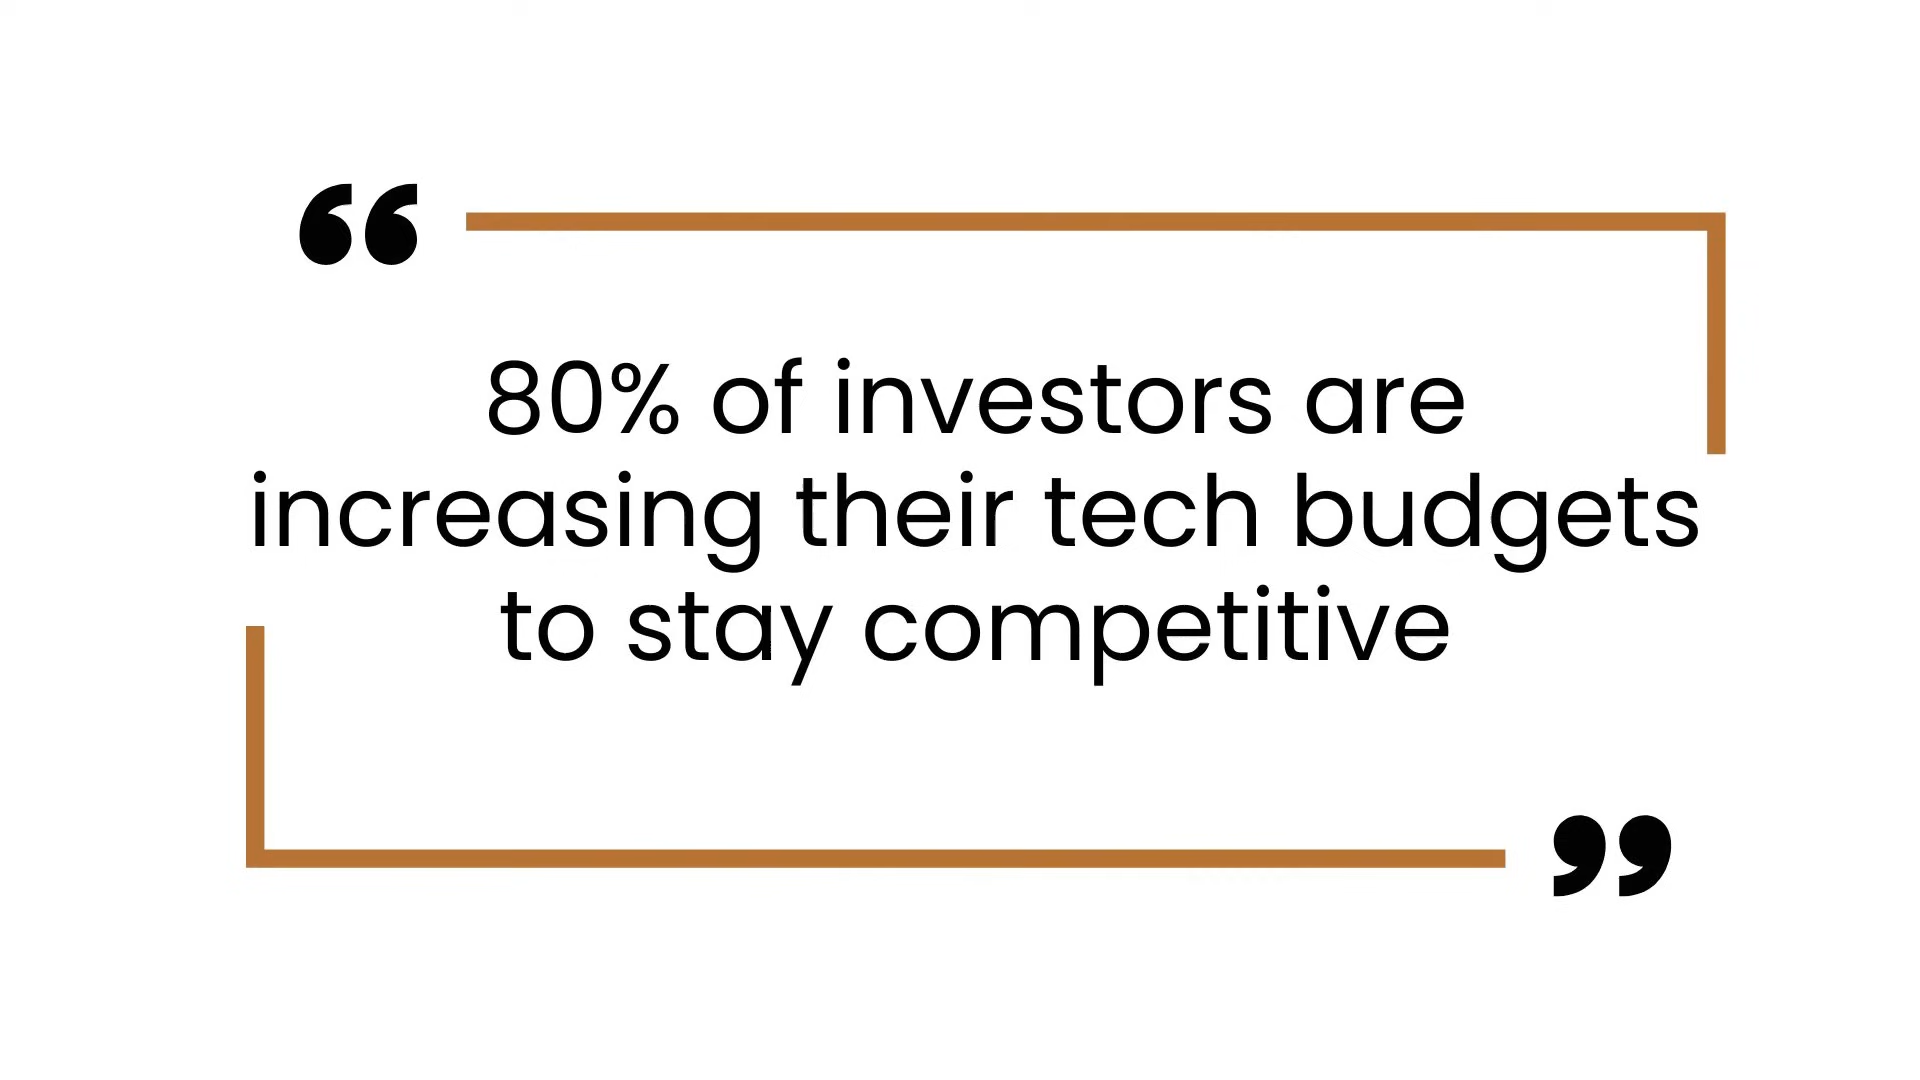 “
80% of investors are
increasing their tech budgets
to stay competitive
”